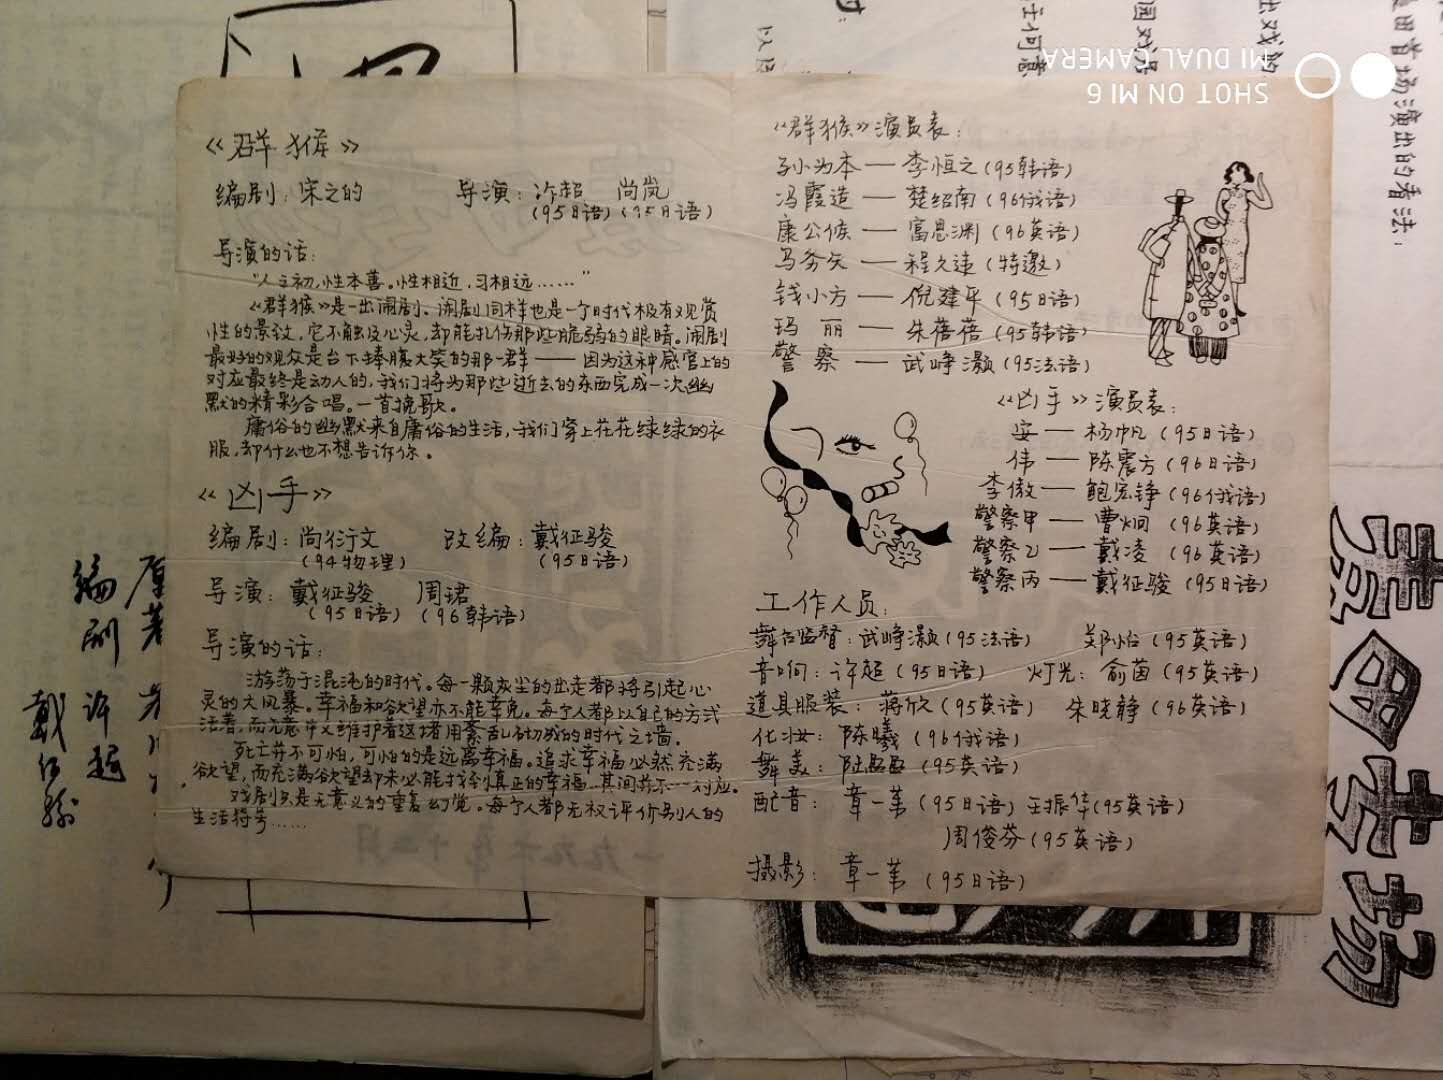 《群猴》
编剧：宋之的 导演：许超 尚岚
(95日语) (95日语)
导演的话：
"人之初，性本善。性相近，习相远……"
《群猴》是一出闹剧。闹剧同样也是一个时代极有观赏
性的景致，它不触及心灵，却能扎伤那些脆弱的眼睛。闹剧
最好的观众是台下捧腹大笑的那一群——因为这种感官上的
对应最终是动人的，我们将为那些逝去的东西完成一次幽
默的精彩合唱。一首挽歌。
庸俗的幽默来自庸俗的生活，我们穿上花花绿绿的衣
服，却什么也不想告诉你。
《凶手》
编剧：尚衍文 改编：戴征骏
(94物理) (95日语)
导演：戴征骏 周珺
(95日语) (96韩语)
导演的话：
游荡于混沌的时代。每一颗灰尘的出走都将引起心
灵的大风暴。幸福和欲望亦不能幸免。每个人都以自己的方式
活着，而无意中又维护着这堵用紊乱砌成的时代之墙。
死亡并不可怕，可怕的是远离幸福。追求幸福必然充满
欲望，而充满欲望却未必能找到真正的幸福…其间并不一一对应。
戏剧只是无意义的重复幻觉。每个人都无权评价别人的
生活符号……
《群猴》演员表：
孙为本——李恒之(95韩语)
冯霞造——楚绍南(96俄语)
康公侯——富恩渊(96英语)
马务矢——程久违(特邀)
钱小方——倪建平(95日语)
玛丽——朱蓓蓓(95韩语)
警察——武峥灏(95法语)
《凶手》演员表：
安——杨帆(95日语)
伟——陈震方(96日语)
李傲——鲍宏铮(96俄语)
警察甲——曹炯(96英语)
警察乙——戴凌(96英语)
警察丙——戴征骏(95日语)
工作人员：
舞台监督：武峥灏(95法语) 郑怡(95英语)
音响：许超(95日语) 灯光：俞茵(95英语)
道具服装：蒋欣(95英语) 朱晓静(96英语)
化妆：陈曦(96俄语)
舞美：(95英语)
配音：章一苇(95日语) 王振华(95英语)
周俊芬(95英语)
摄影：章一苇(95日语)
SHOT ON MI 6
MI DUAL CAMERA
原著
编剧 许超
戴征骏
首场演出的看法：